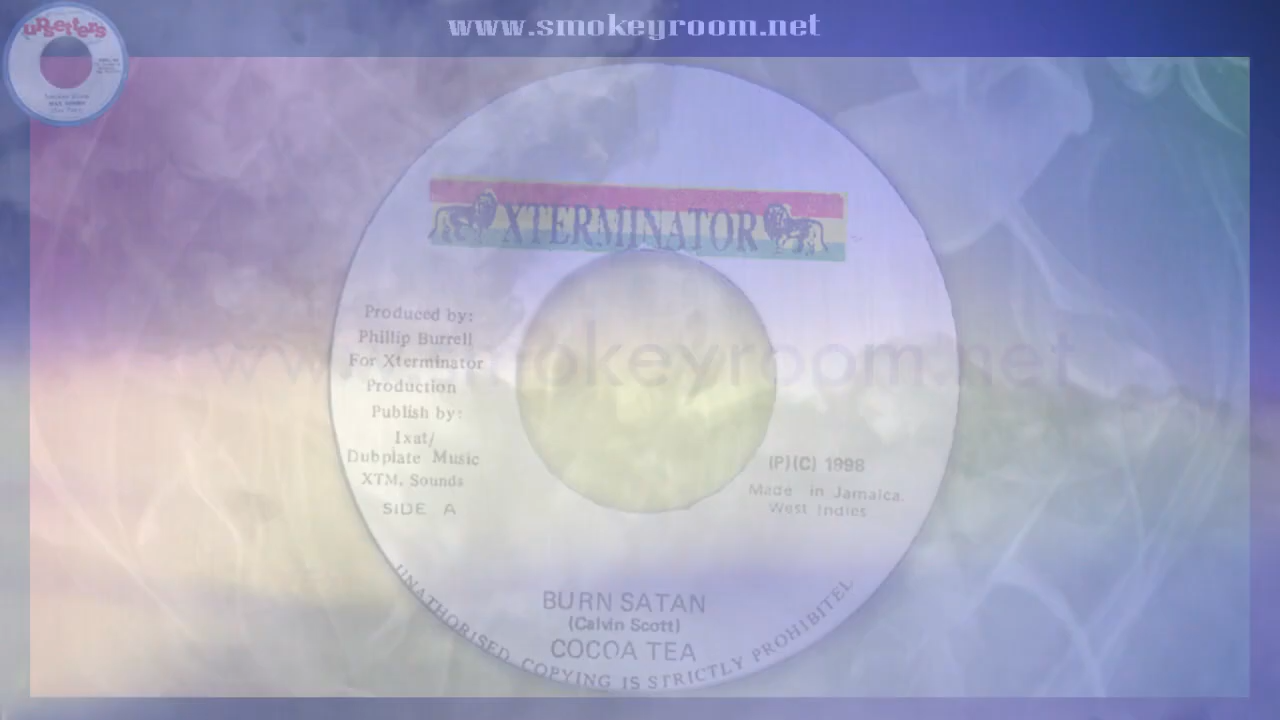 www.smokeyroom.net
upsetters
XTERMINATOR
Produced by:
Phillip Burrell
For Xterminator
Production
Publish by:
Ixat/
Dubplate Music
XTM. Sounds
SIDE A
www.smokeyroom.net
(P)(C) 1998
Made in Jamaica.
West Indies
BURN SATAN
(Calvin Scott)
COCOA TEA
UNATHORISED COPYING IS STRICTLY PROHIBITEL